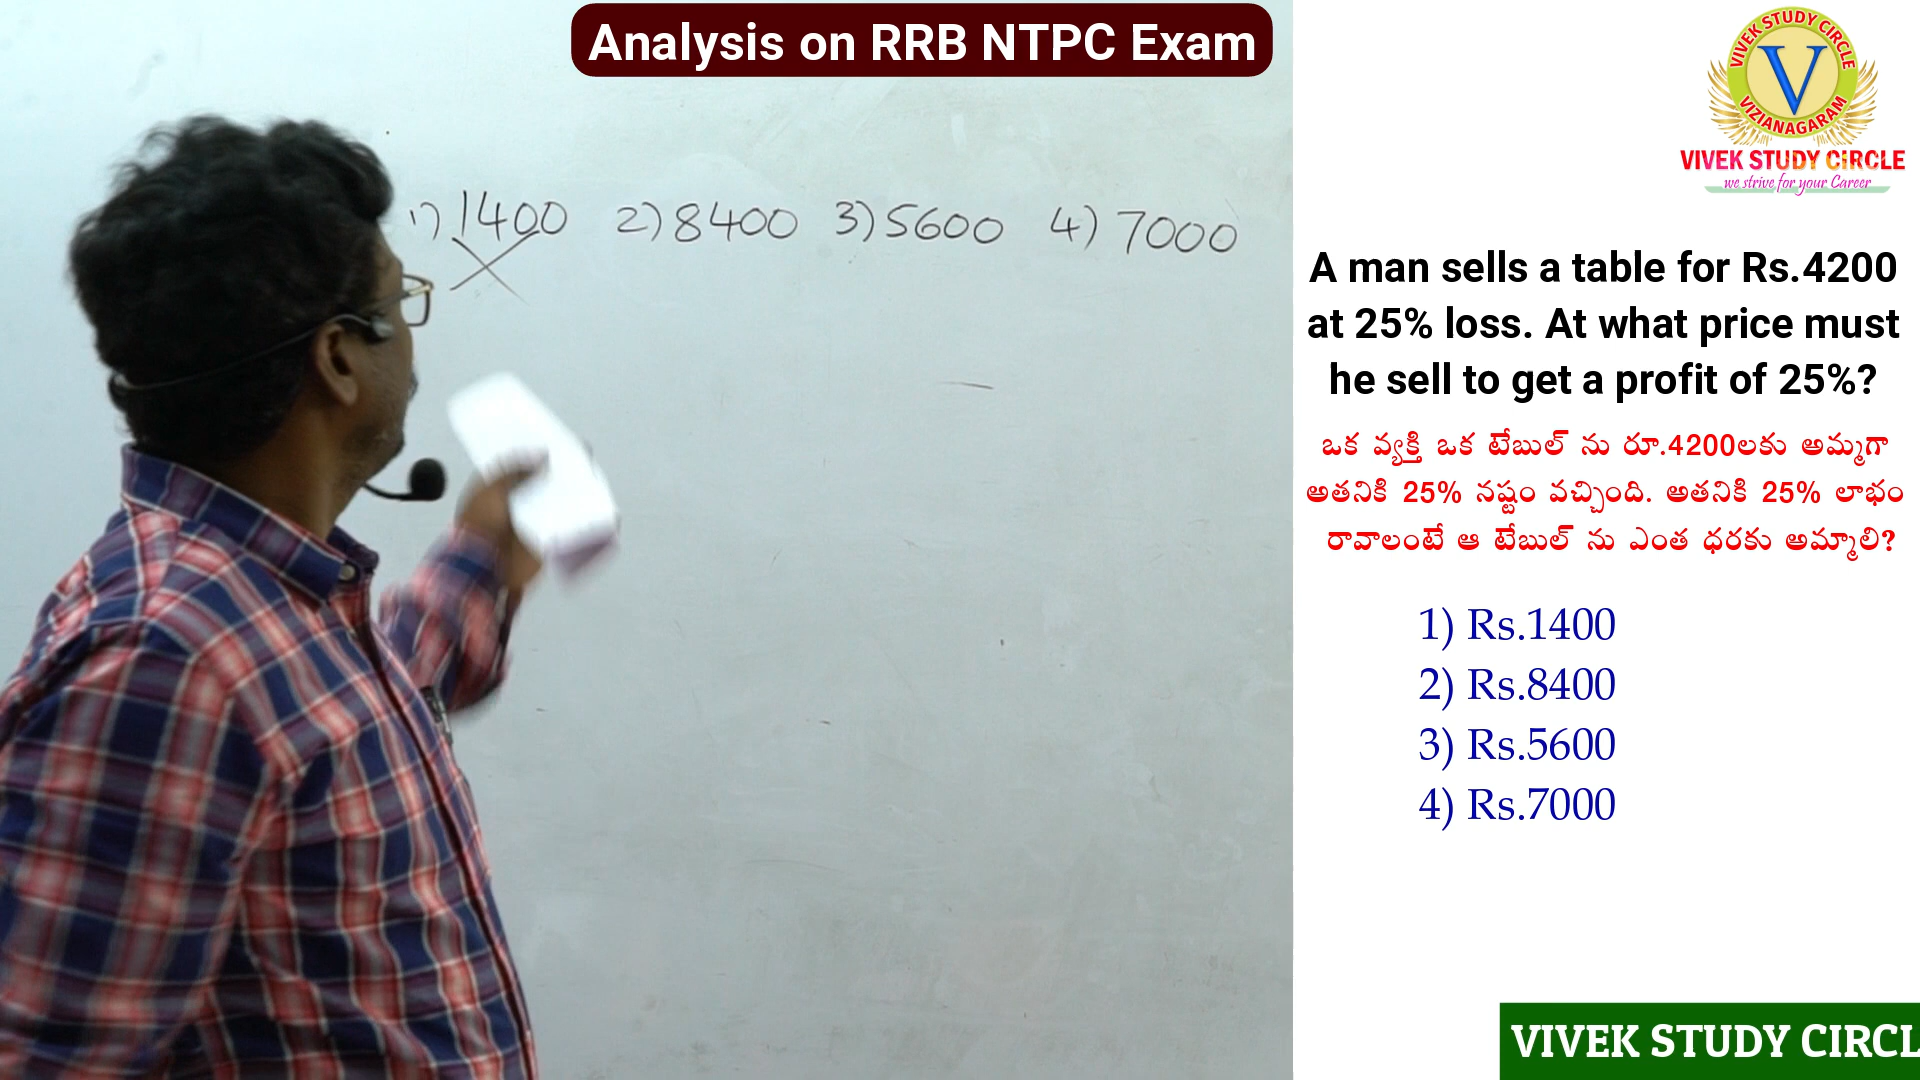 Analysis on RRB NTPC Exam
VIVEK STUDY CIRCLE
VIZIANAGARAM
V
VIVEK STUDY CIRCLE
we strive for your Career
1) 1400 2) 8400 3) 5600 4) 7000
A man sells a table for Rs.4200
at 25% loss. At what price must
he sell to get a profit of 25%?
ఒక వ్యక్తి ఒక టేబుల్ ను రూ.4200లకు అమ్మగా
అతనికి 25% నష్టం వచ్చింది. అతనికి 25% లాభం
రావాలంటే ఆ టేబుల్ ను ఎంత ధరకు అమ్మాలి?
1) Rs.1400
2) Rs.8400
3) Rs.5600
4) Rs.7000
VIVEK STUDY CIRCL